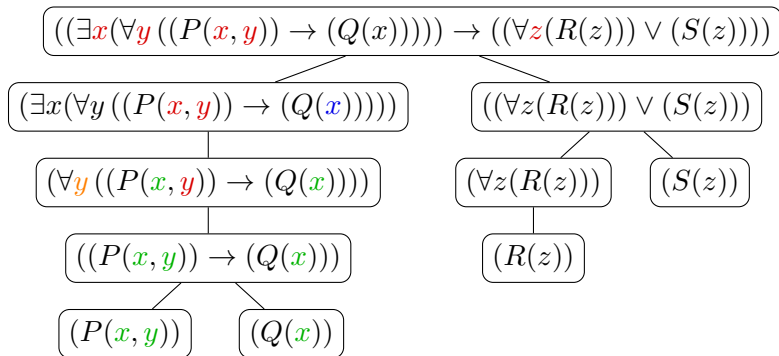 ((∃x(∀y ((P(x, y)) → (Q(x))))) → ((∀z(R(z))) ∨ (S(z))))
(∃x(∀y ((P(x, y)) → (Q(x)))))
((∀z(R(z))) ∨ (S(z)))
(∀y ((P(x, y)) → (Q(x))))
(∀z(R(z)))
(S(z))
((P(x, y)) → (Q(x)))
(R(z))
(P(x, y))
(Q(x))